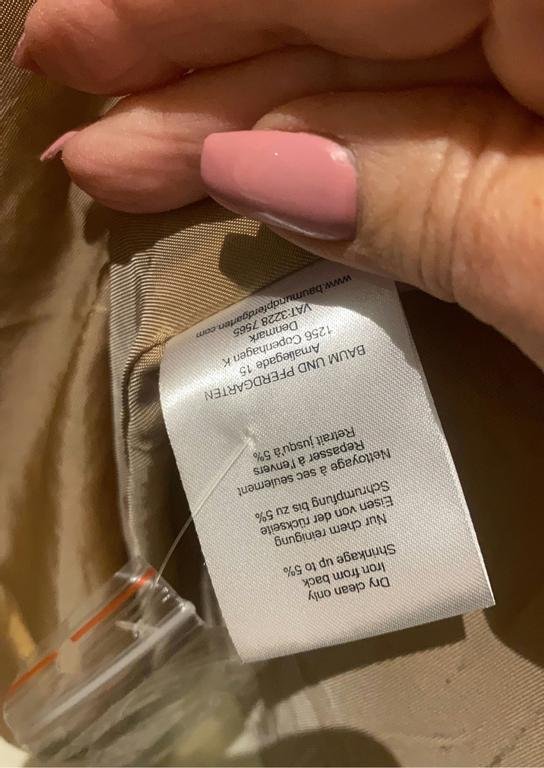 Dry clean only
Iron from back
Shrinkage up to 5%
Nur chem reinigung
Eisen von der rückseite
Schrumpfung bis zu 5%
Nettoyage à sec seulement
Repasser à l'envers
Retrait jusqu'à 5%
BAUM UND PFERDGARTEN
Amaliegade 15
1256 Copenhagen K
Denmark
VAT:3228 7565
www.baumundpferdgarten.com